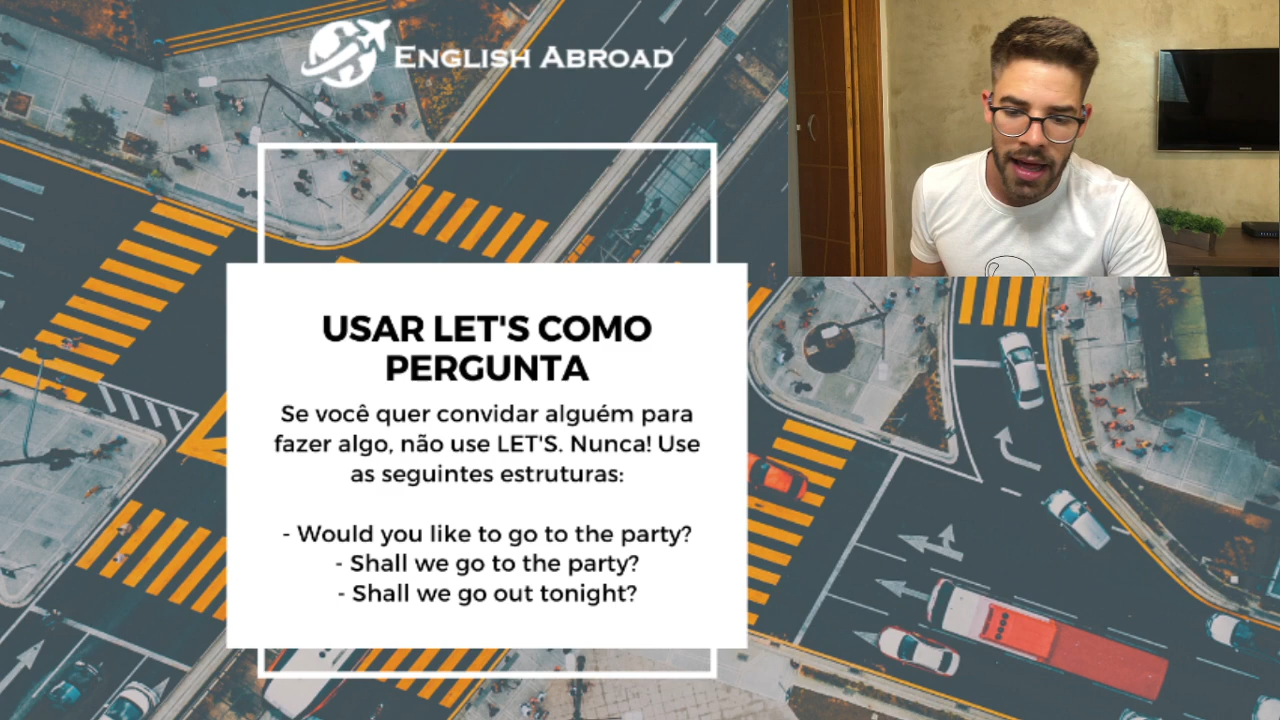 ENGLISH ABROAD
USAR LET'S COMO
PERGUNTA
Se você quer convidar alguém para
fazer algo, não use LET'S. Nunca! Use
as seguintes estruturas:
- Would you like to go to the party?
- Shall we go to the party?
- Shall we go out tonight?